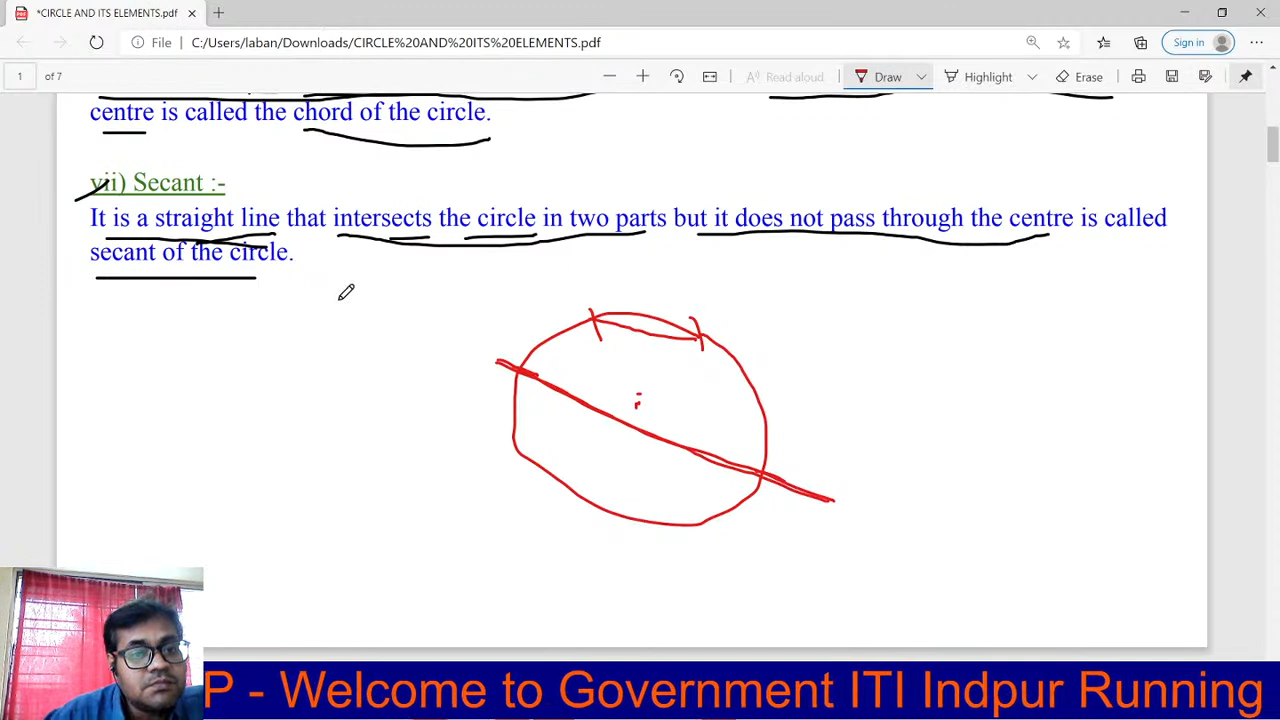 *CIRCLE AND ITS ELEMENTS.pdf
File C:/Users/laban/Downloads/CIRCLE%20AND%20ITS%20ELEMENTS.pdf Sign in
1 of 7 Read aloud Draw Highlight Erase
centre is called the chord of the circle.
vii) Secant :-
It is a straight line that intersects the circle in two parts but it does not pass through the centre is called
secant of the circle.
P - Welcome to Government ITI Indpur Running